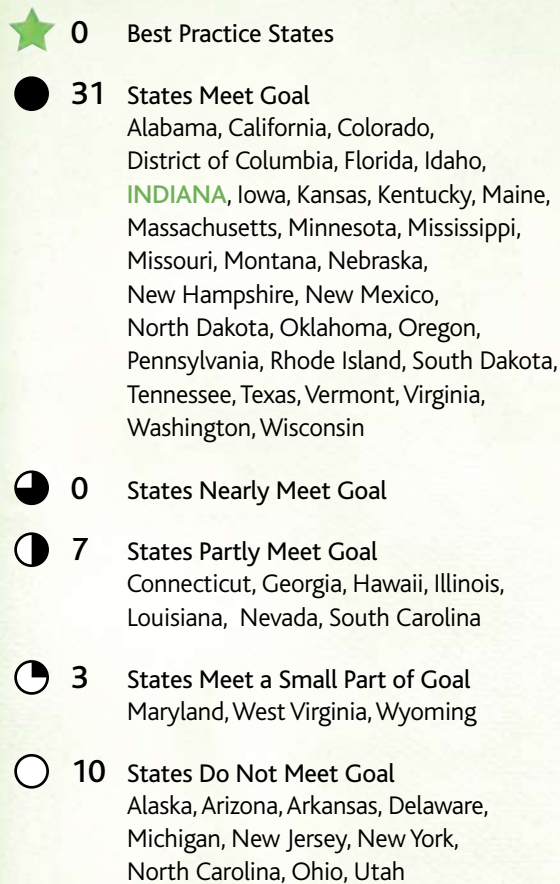 0 Best Practice States
31 States Meet Goal
Alabama, California, Colorado,
District of Columbia, Florida, Idaho,
INDIANA, Iowa, Kansas, Kentucky, Maine,
Massachusetts, Minnesota, Mississippi,
Missouri, Montana, Nebraska,
New Hampshire, New Mexico,
North Dakota, Oklahoma, Oregon,
Pennsylvania, Rhode Island, South Dakota,
Tennessee, Texas, Vermont, Virginia,
Washington, Wisconsin
0 States Nearly Meet Goal
7 States Partly Meet Goal
Connecticut, Georgia, Hawaii, Illinois,
Louisiana, Nevada, South Carolina
3 States Meet a Small Part of Goal
Maryland, West Virginia, Wyoming
10 States Do Not Meet Goal
Alaska, Arizona, Arkansas, Delaware,
Michigan, New Jersey, New York,
North Carolina, Ohio, Utah